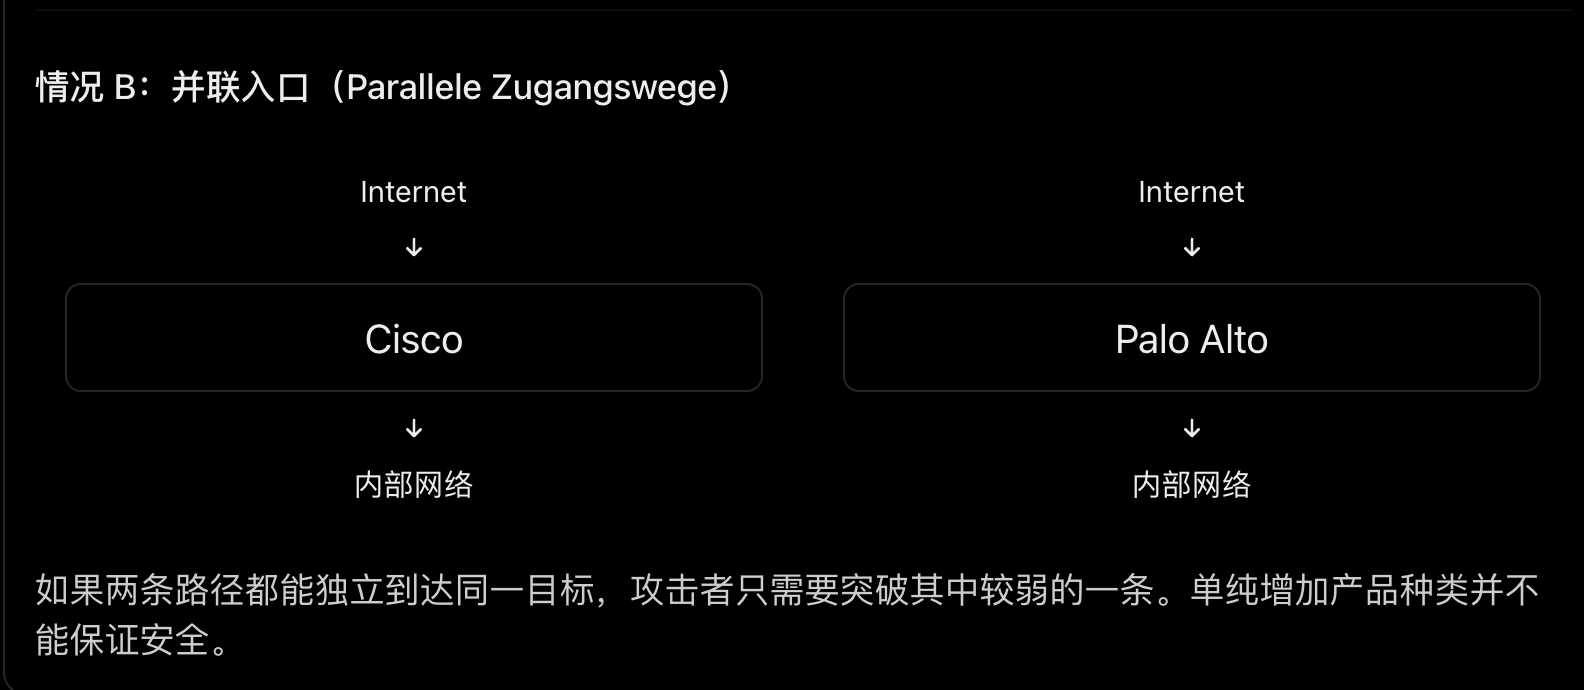 情况 B：并联入口（Parallele Zugangswege）
Internet
Internet
↓
↓
Cisco
Palo Alto
↓
↓
内部网络
内部网络
如果两条路径都能独立到达同一目标，攻击者只需要突破其中较弱的一条。单纯增加产品种类并不
能保证安全。